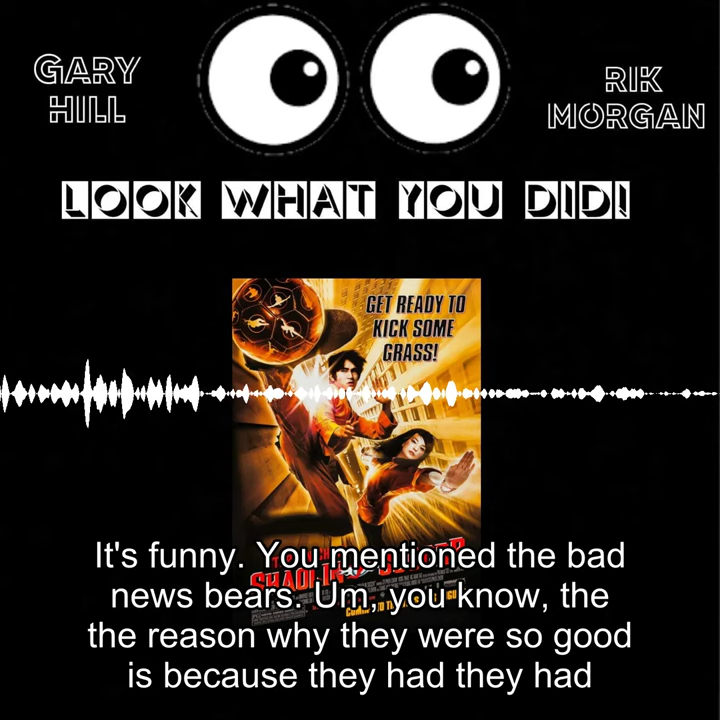 GARY
HILL
RIK
MORGAN
LOOK WHAT YOU DID!
GET READY TO
KICK SOME
GRASS!
SHAOLIN
It's funny. You mentioned the bad
news bears. Um, you know, the
the reason why they were so good
is because they had they had